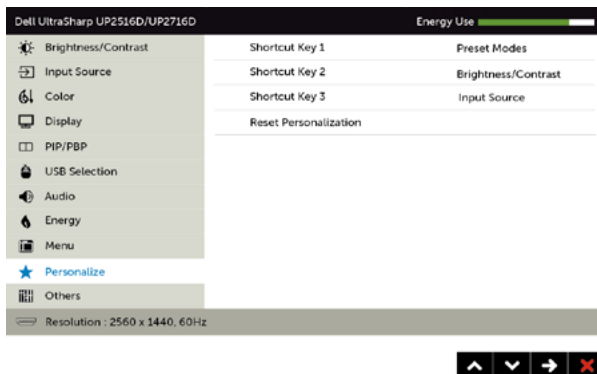 Dell UltraSharp UP2516D/UP2716D Energy Use
Brightness/Contrast
Input Source
Color
Display
PIP/PBP
USB Selection
Audio
Energy
Menu
Personalize
Others
Shortcut Key 1 Preset Modes
Shortcut Key 2 Brightness/Contrast
Shortcut Key 3 Input Source
Reset Personalization
Resolution : 2560 x 1440, 60Hz